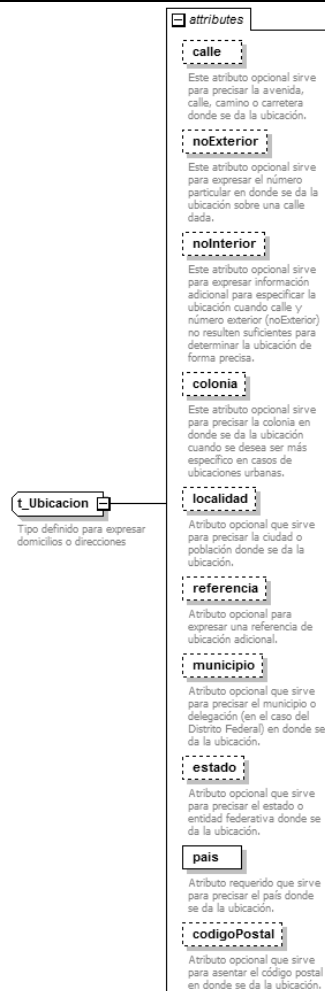 attributes
calle
Este atributo opcional sirve
para precisar la avenida,
calle, camino o carretera
donde se da la ubicación.
noExterior
Este atributo opcional sirve
para expresar el número
particular en donde se da la
ubicación sobre una calle
dada.
noInterior
Este atributo opcional sirve
para expresar información
adicional para especificar la
ubicación cuando calle y
número exterior (noExterior)
no resulten suficientes para
determinar la ubicación de
forma precisa.
colonia
Este atributo opcional sirve
para precisar la colonia en
donde se da la ubicación
cuando se desea ser más
específico en casos de
ubicaciones urbanas.
t_Ubicacion
Tipo definido para expresar
domicilios o direcciones
localidad
Atributo opcional que sirve
para precisar la ciudad o
población donde se da la
ubicación.
referencia
Atributo opcional para
expresar una referencia de
ubicación adicional.
municipio
Atributo opcional que sirve
para precisar el municipio o
delegación (en el caso del
Distrito Federal) en donde se
da la ubicación.
estado
Atributo opcional que sirve
para precisar el estado o
entidad federativa donde se
da la ubicación.
pais
Atributo requerido que sirve
para precisar el país donde
se da la ubicación.
codigoPostal
Atributo opcional que sirve
para asentar el código postal
en donde se da la ubicación.